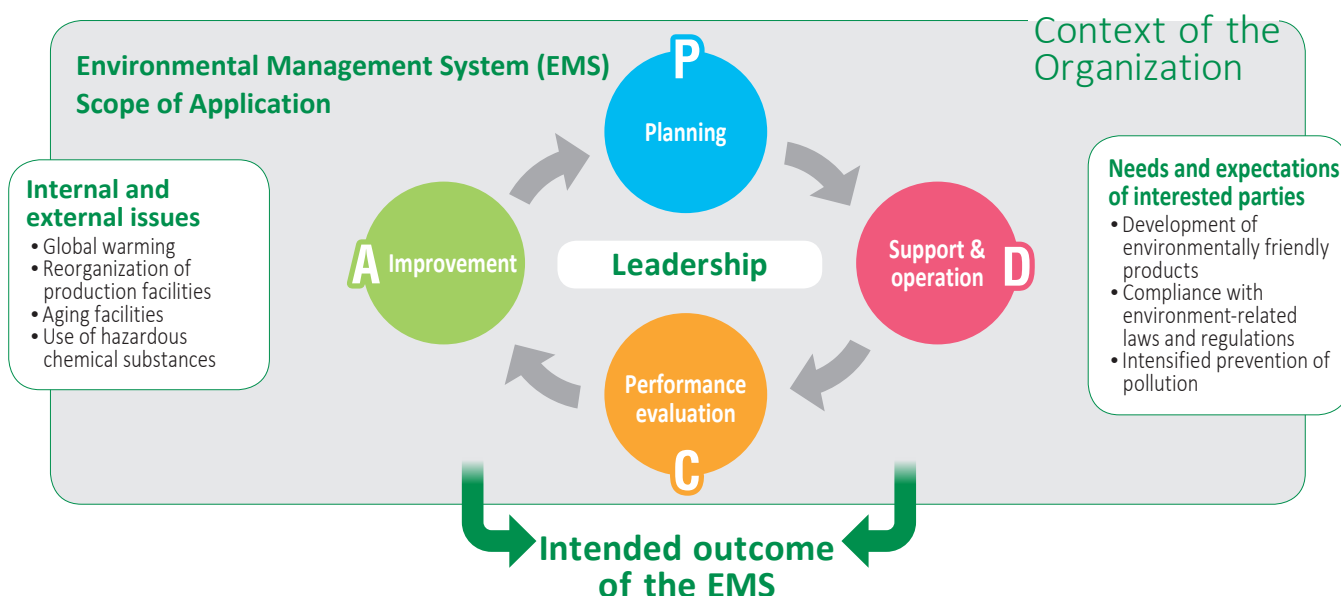 Context of the
Organization
Environmental Management System (EMS)
Scope of Application
P
Planning
Internal and
external issues
• Global warming
• Reorganization of
production facilities
• Aging facilities
• Use of hazardous
chemical substances
A
Improvement
Leadership
Support &
operation
D
Needs and expectations
of interested parties
• Development of
environmentally friendly
products
• Compliance with
environment-related
laws and regulations
• Intensified prevention of
pollution
Performance
evaluation
C
Intended outcome
of the EMS